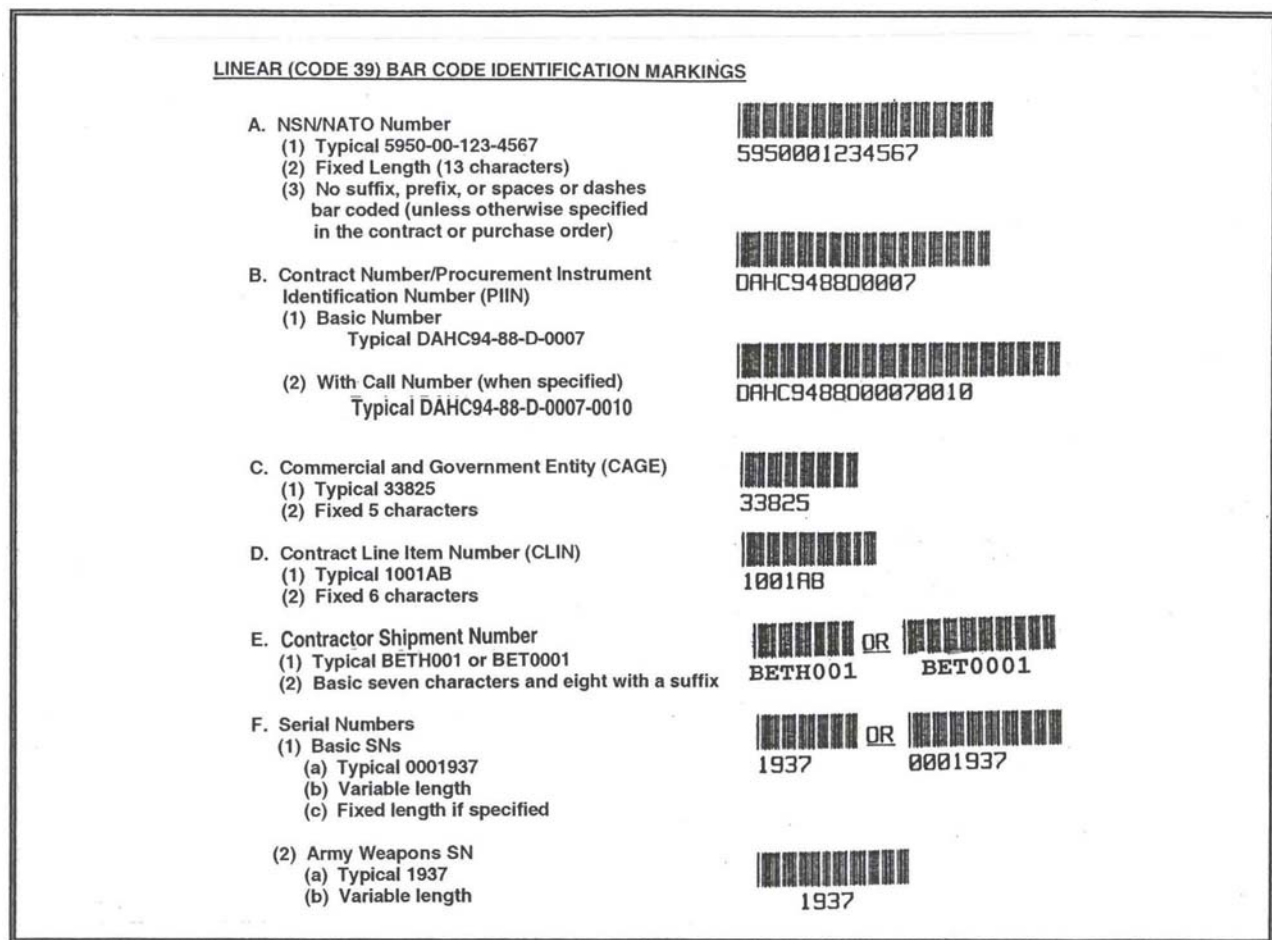 LINEAR (CODE 39) BAR CODE IDENTIFICATION MARKINGS
A. NSN/NATO Number
(1) Typical 5950-00-123-4567
(2) Fixed Length (13 characters)
(3) No suffix, prefix, or spaces or dashes
bar coded (unless otherwise specified
in the contract or purchase order)
5950001234567
B. Contract Number/Procurement Instrument
Identification Number (PIIN)
(1) Basic Number
Typical DAHC94-88-D-0007
DAHC9488D0007
(2) With Call Number (when specified)
Typical DAHC94-88-D-0007-0010
DAHC9488D00070010
C. Commercial and Government Entity (CAGE)
(1) Typical 33825
(2) Fixed 5 characters
33825
D. Contract Line Item Number (CLIN)
(1) Typical 1001AB
(2) Fixed 6 characters
1001AB
E. Contractor Shipment Number
(1) Typical BETH001 or BET0001
(2) Basic seven characters and eight with a suffix
OR
BETH001 BET0001
F. Serial Numbers
(1) Basic SNs
(a) Typical 0001937
(b) Variable length
(c) Fixed length if specified
OR
1937 0001937
(2) Army Weapons SN
(a) Typical 1937
(b) Variable length
1937